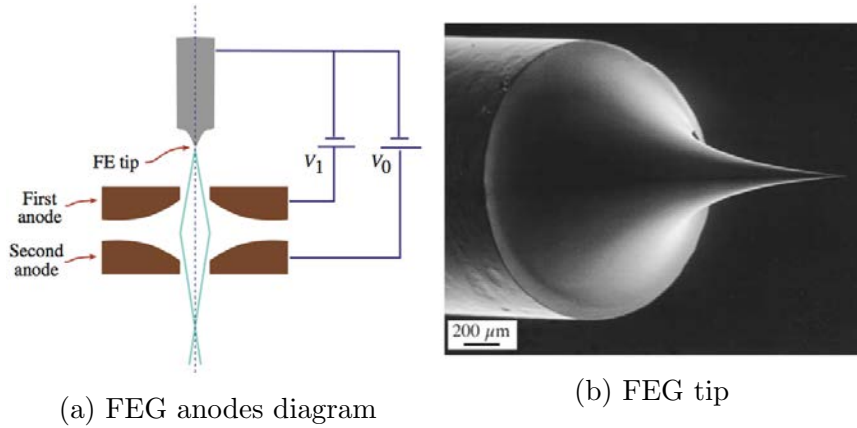 FE tip
V1
V0
First
anode
Second
anode
200 µm
(a) FEG anodes diagram
(b) FEG tip